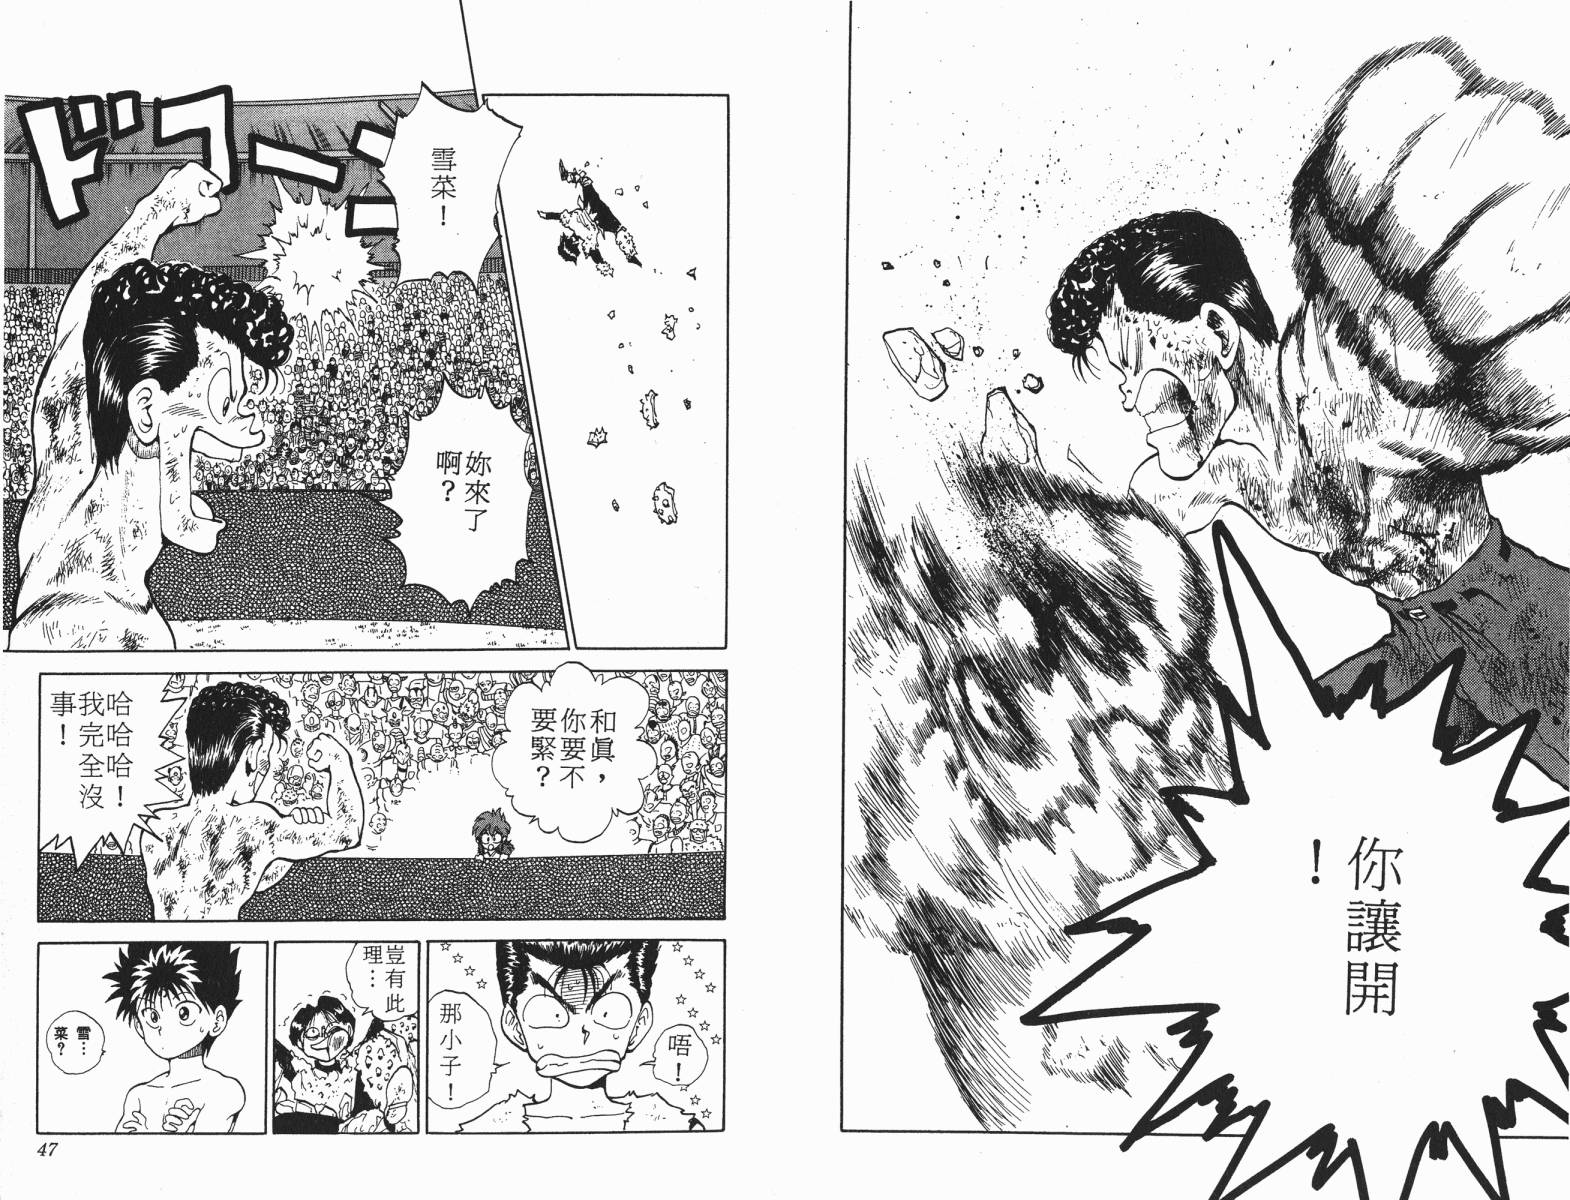 你讓開
！
雪菜！
妳來了
啊？
ドフーン
和眞，
你要不
要緊？
哈哈哈！
我完全沒
事！
唔！
那小子！
豈有此
理…
雪…
菜？
47